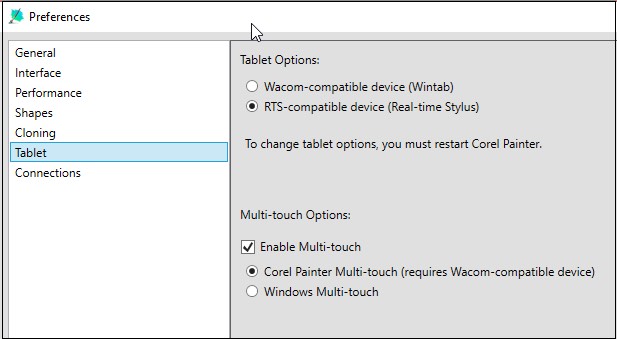 Preferences
General
Interface
Performance
Shapes
Cloning
Tablet
Connections
Tablet Options:
Wacom-compatible device (Wintab)
RTS-compatible device (Real-time Stylus)
To change tablet options, you must restart Corel Painter.
Multi-touch Options:
Enable Multi-touch
Corel Painter Multi-touch (requires Wacom-compatible device)
Windows Multi-touch